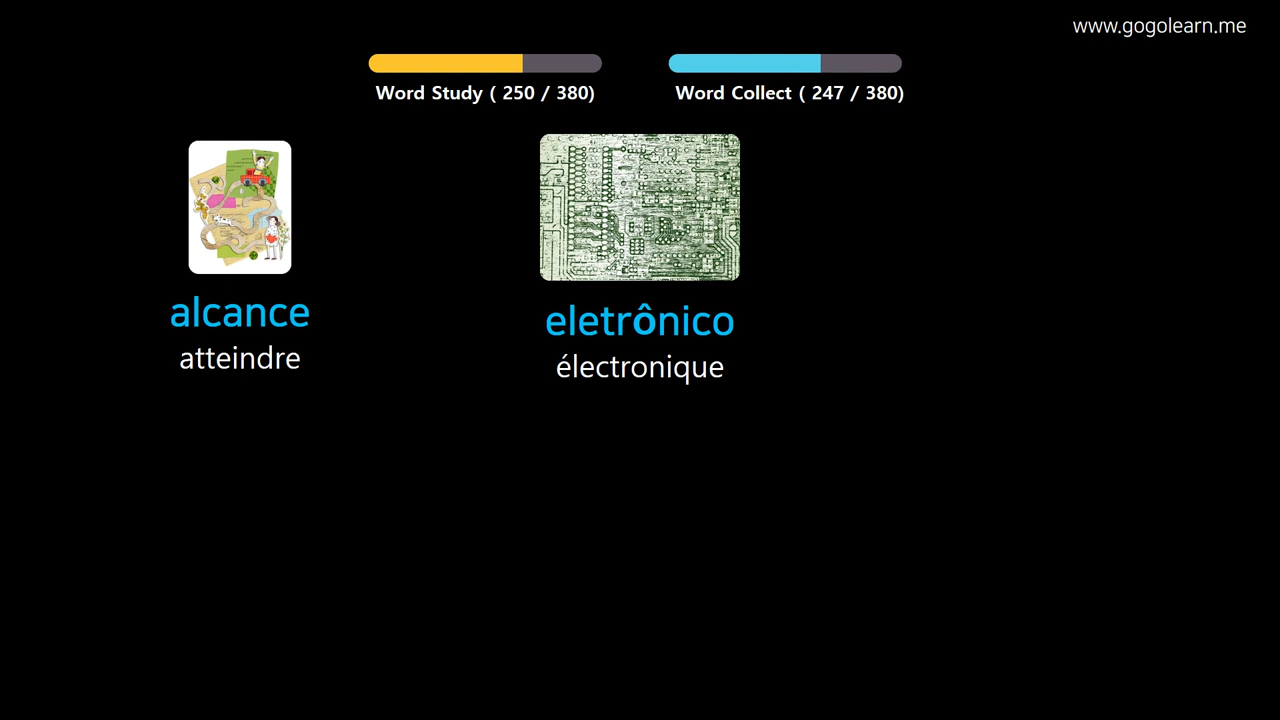 www.gogolearn.me
Word Study ( 250 / 380)
Word Collect ( 247 / 380)
alcance
atteindre
eletrônico
électronique